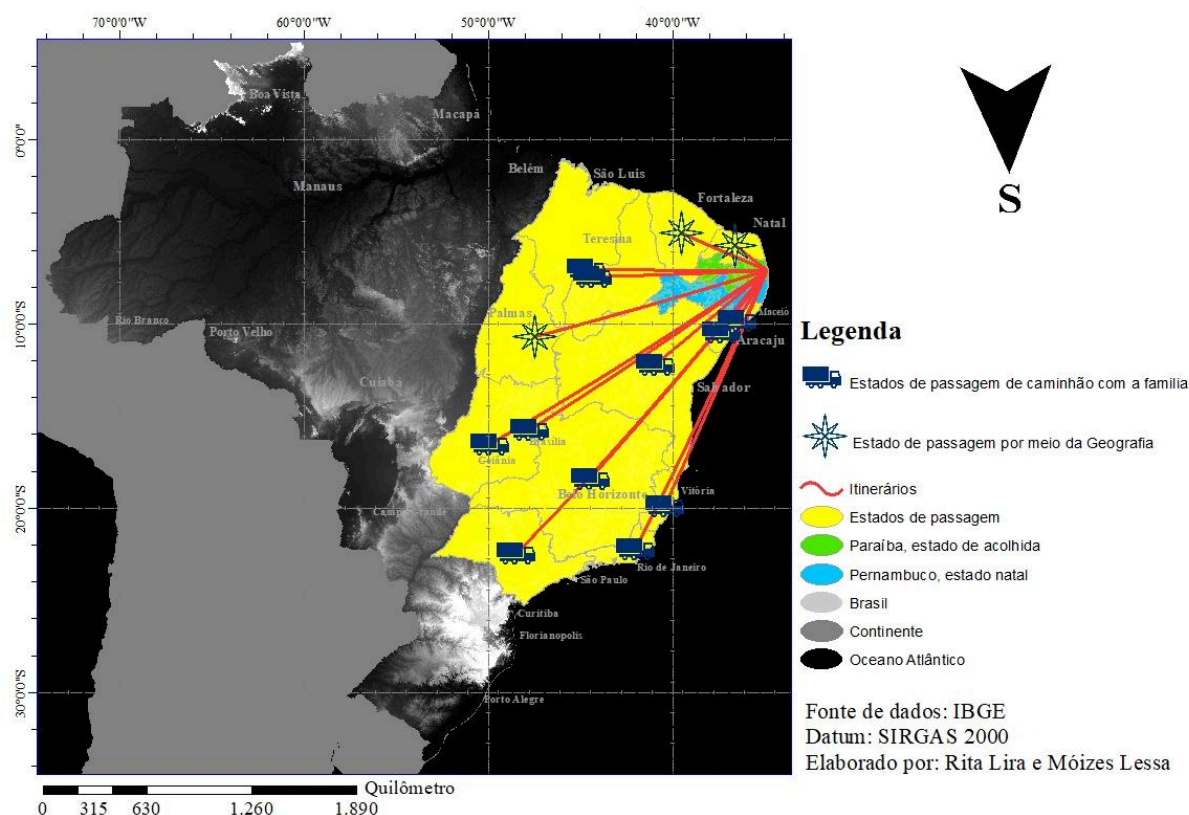 70°0'0"W 60°0'0"W 50°0'0"W 40°0'0"W
0°0'0"
10°0'0"S
20°0'0"S
30°0'0"S
Boa Vista
Macapá
Belém
São Luis
Manaus
Fortaleza
Natal
Teresina
Palmas
Rio Branco
Porto Velho
Maceió
Aracaju
Cuiuba
Salvador
Brasília
Goiania
Belo Horizonte
Vitória
Campo Grande
Rio de Janeiro
São Paulo
Curitiba
Florianopolis
Porto Alegre
S
Legenda
Estados de passagem de caminhão com a familia
Estado de passagem por meio da Geografia
Itinerários
Estados de passagem
Paraíba, estado de acolhida
Pernambuco, estado natal
Brasil
Continente
Oceano Atlântico
Fonte de dados: IBGE
Datum: SIRGAS 2000
Elaborado por: Rita Lira e Móizes Lessa
Quilômetro
0 315 630 1.260 1.890